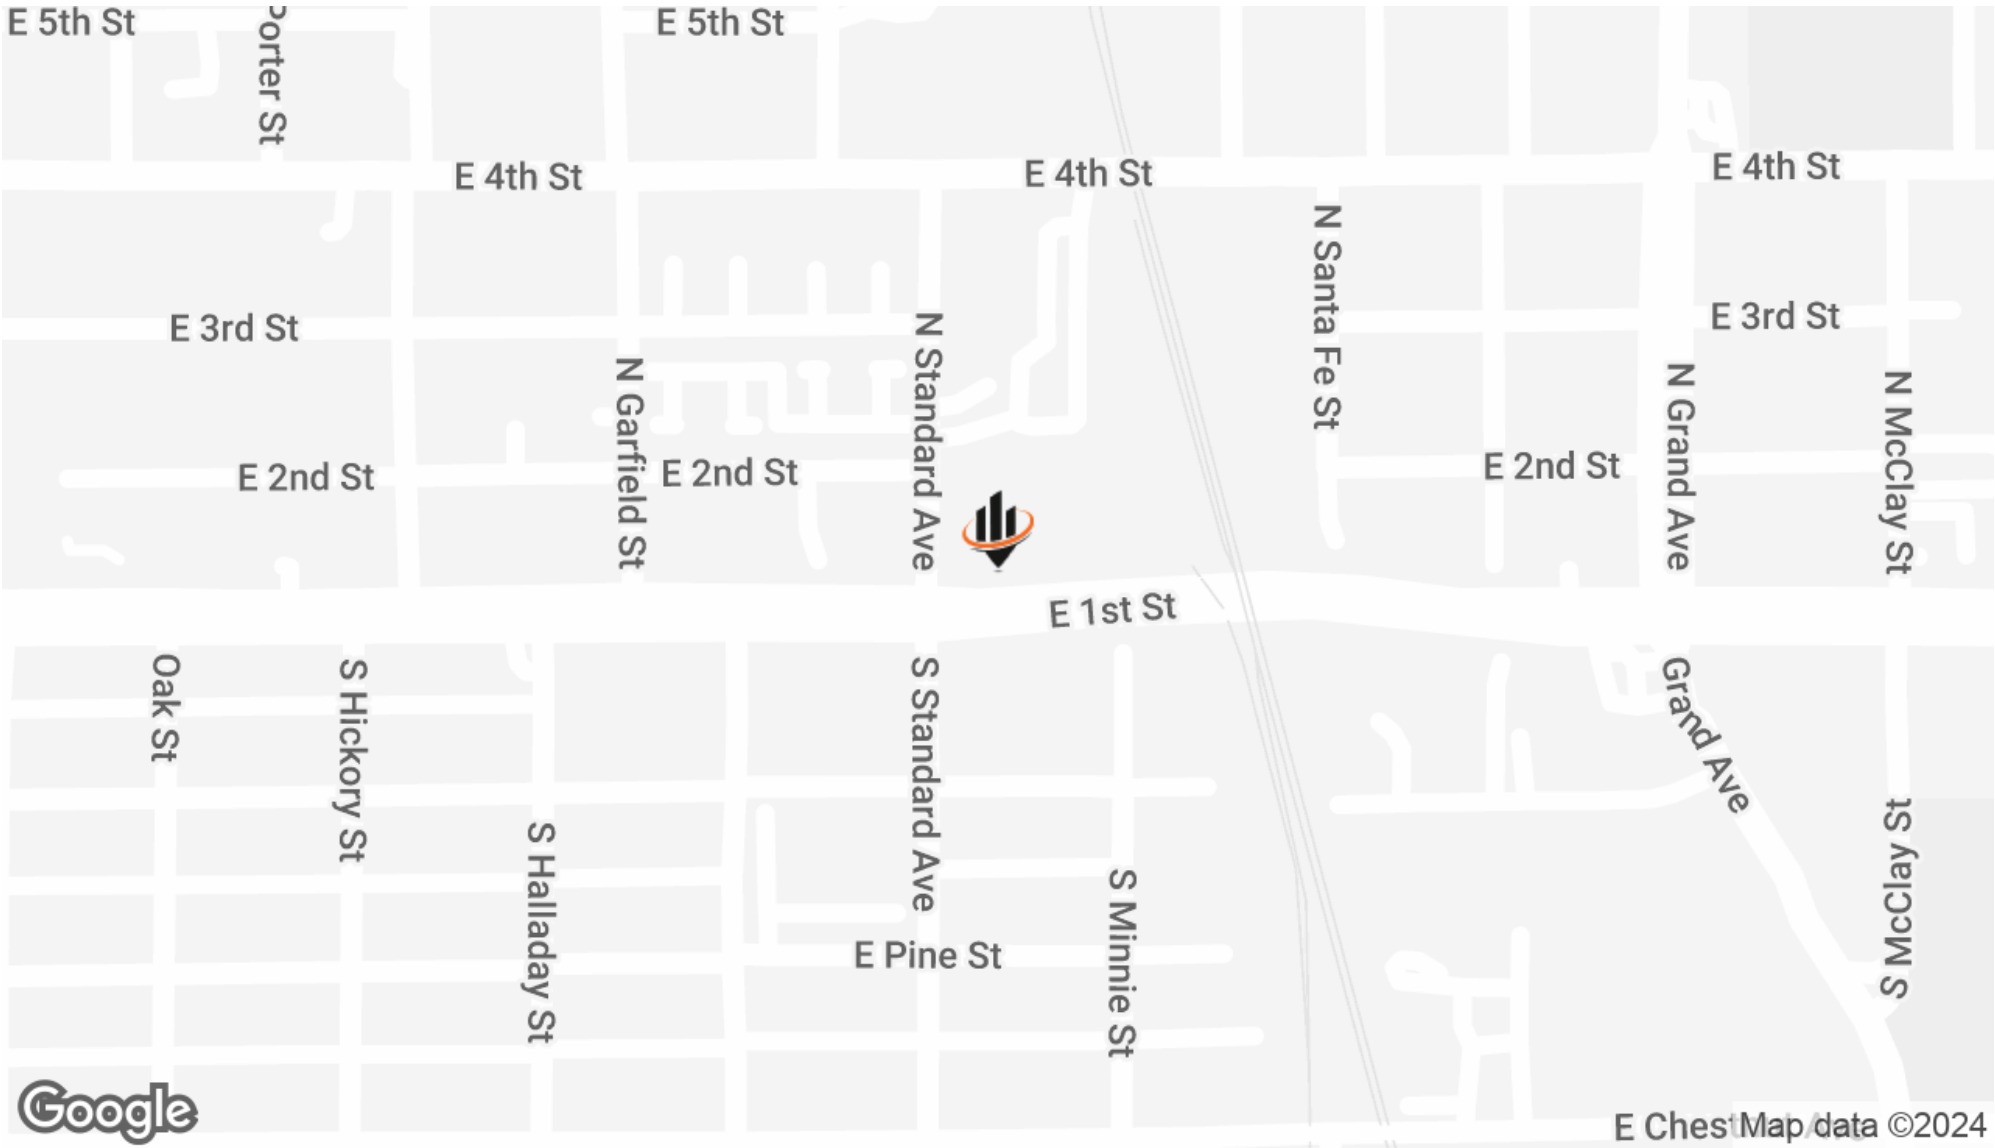 E 5th St
E 5th St
Porter St
E 4th St
E 4th St
E 4th St
N Santa Fe St
E 3rd St
N Standard Ave
E 3rd St
N Garfield St
N Grand Ave
N McClay St
E 2nd St
E 2nd St
E 2nd St
E 1st St
Oak St
S Hickory St
S Standard Ave
Grand Ave
S McClay St
S Halladay St
S Minnie St
E Pine St
Google
E Chest
Map data ©2024